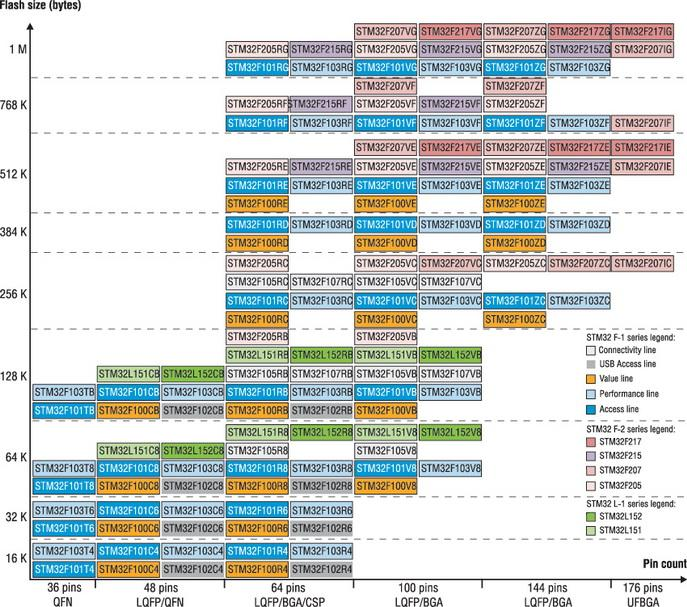 Flash size (bytes)
STM32F207VG STM32F217VG STM32F207ZG STM32F217ZG STM32F217IG
1 M STM32F205RG STM32F215RG STM32F205VG STM32F215VG STM32F205ZG STM32F215ZG STM32F207IG
STM32F101RG STM32F103RG STM32F101VG STM32F103VG STM32F101ZG STM32F103ZG
STM32F207VF STM32F207ZF
768 K STM32F205RF STM32F215RF STM32F205VF STM32F215VF STM32F205ZF
STM32F101RF STM32F103RF STM32F101VF STM32F103VF STM32F101ZF STM32F103ZF STM32F207IF
STM32F207VE STM32F217VE STM32F207ZE STM32F217ZE STM32F217IE
512 K STM32F205RE STM32F215RE STM32F205VE STM32F215VE STM32F205ZE STM32F215ZE STM32F207IE
STM32F101RE STM32F103RE STM32F101VE STM32F103VE STM32F101ZE STM32F103ZE
STM32F100RE STM32F100VE STM32F100ZE
384 K STM32F101RD STM32F103RD STM32F101VD STM32F103VD STM32F101ZD STM32F103ZD
STM32F100RD STM32F100VD STM32F100ZD
STM32F205RC STM32F205VC STM32F207VC STM32F205ZC STM32F207ZC STM32F207IC
256 K STM32F105RC STM32F107RC STM32F105VC STM32F107VC
STM32F101RC STM32F103RC STM32F101VC STM32F103VC STM32F101ZC STM32F103ZC
STM32F100RC STM32F100VC STM32F100ZC
STM32F205RB STM32F205VB
STM32L151RB STM32L152RB STM32L151VB STM32L152VB
128 K STM32L151CB STM32L152CB STM32F105RB STM32F107RB STM32F105VB STM32F107VB
STM32F103TB STM32F101CB STM32F103CB STM32F101RB STM32F103RB STM32F101VB STM32F103VB
STM32F101TB STM32F100CB STM32F102CB STM32F100RB STM32F102RB STM32F100VB
STM32L151R8 STM32L152R8 STM32L151V8 STM32L152V8
64 K STM32L151C8 STM32L152C8 STM32F105R8 STM32F105V8
STM32F103T8 STM32F101C8 STM32F103C8 STM32F101R8 STM32F103R8 STM32F101V8 STM32F103V8
STM32F101T8 STM32F100C8 STM32F102C8 STM32F100R8 STM32F102R8 STM32F100V8
32 K STM32F103T6 STM32F101C6 STM32F103C6 STM32F101R6 STM32F103R6
STM32F101T6 STM32F100C6 STM32F102C6 STM32F100R6 STM32F102R6
16 K STM32F103T4 STM32F101C4 STM32F103C4 STM32F101R4 STM32F103R4
STM32F101T4 STM32F100C4 STM32F102C4 STM32F100R4 STM32F102R4
STM32 F-1 series legend:
Connectivity line
USB Access line
Value line
Performance line
Access line
STM32 F-2 series legend:
STM32F217
STM32F215
STM32F207
STM32F205
STM32 L-1 series legend:
STM32L152
STM32L151
Pin count
36 pins 48 pins 64 pins 100 pins 144 pins 176 pins
QFN LQFP/QFN LQFP/BGA/CSP LQFP/BGA LQFP/BGA UFBGA